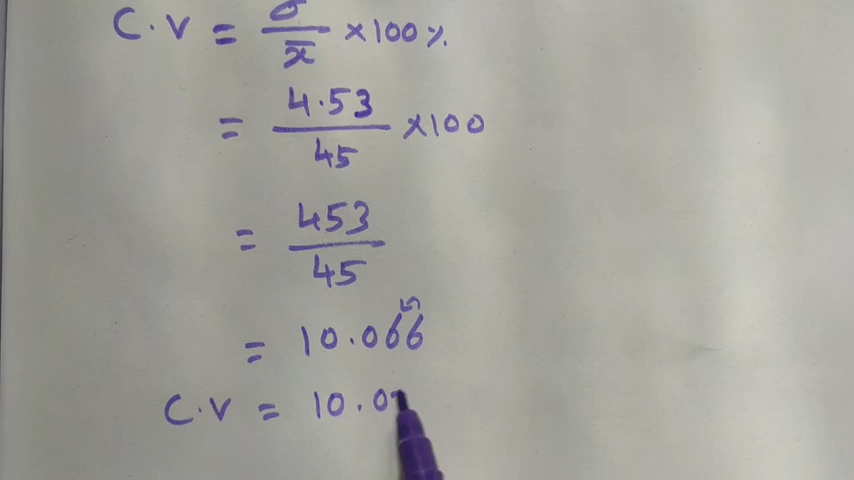 C.V = σ/x̄ ×100%
= 4.53/45 ×100
= 453/45
= 10.066
C.V = 10.0